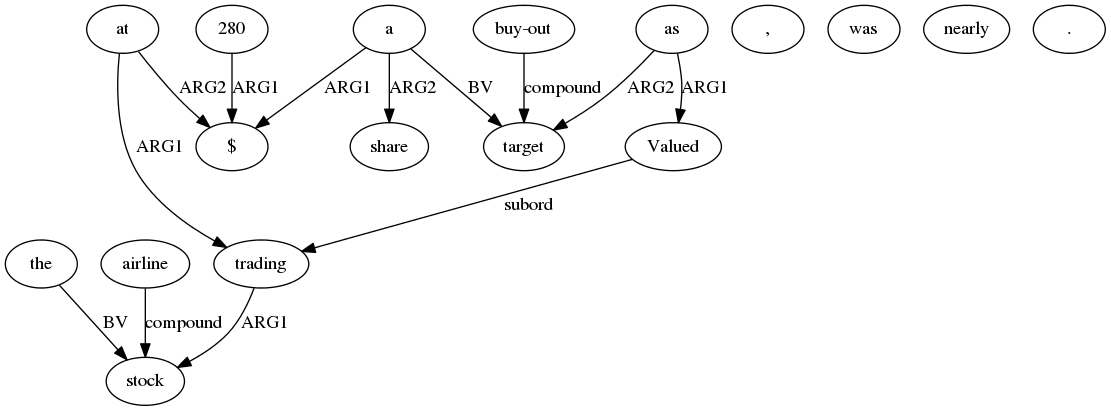 at 280 a buy-out as , was nearly .
ARG2 ARG1 ARG1 ARG2 BV compound ARG2 ARG1
ARG1 $ share target Valued
subord
the airline trading
BV compound ARG1
stock